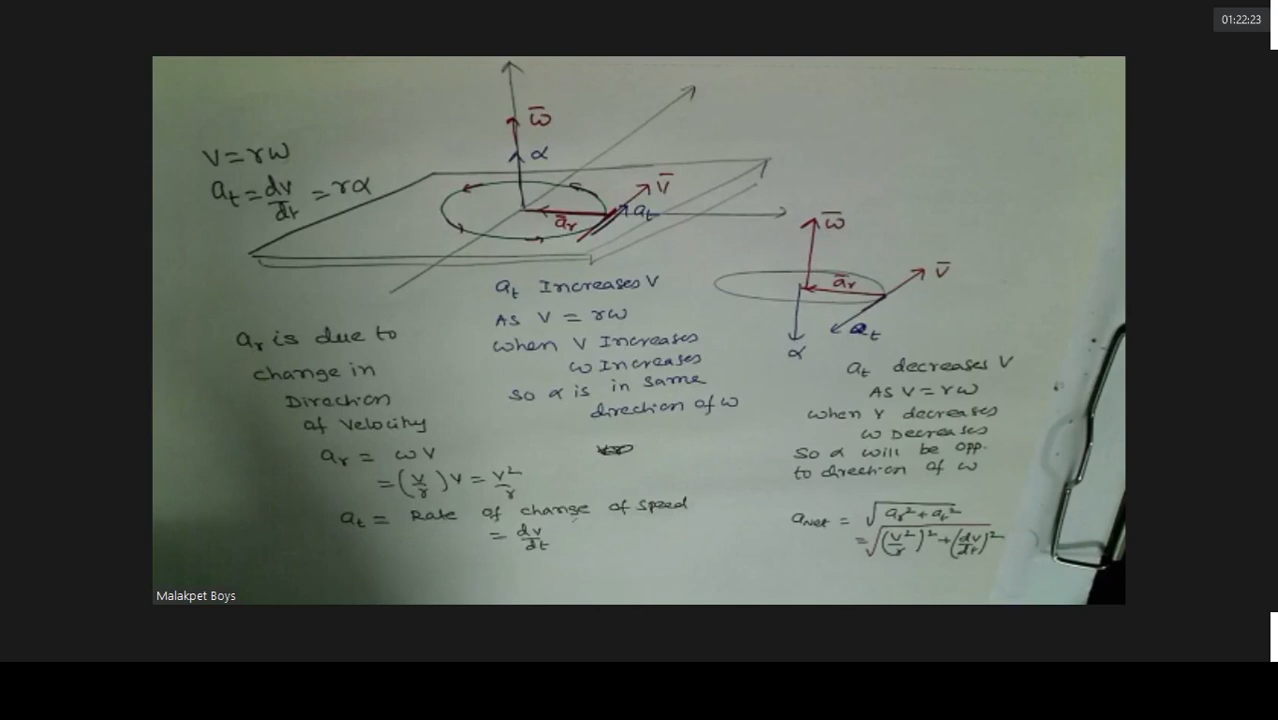 01:22:23
ω̅
α
V = rω
a_t = dv/dt = rα
V̅
a_t
a̅_r
ω̅
V̅
a̅_r
a_t
α
a_t Increases V
AS V = rω
when V Increases
ω Increases
So α is in same
direction of ω
a_r is due to
change in
Direction
of Velocity
a_r = ωV
= (V/r)V = V²/r
a_t = Rate of change of speed
= dv/dt
a_t decreases V
AS V = rω
when V decreases
ω Decreases
So α will be opp.
to direction of ω
a_Net = √(a_r² + a_t²)
= √((V²/r)² + (dv/dt)²)
Malakpet Boys